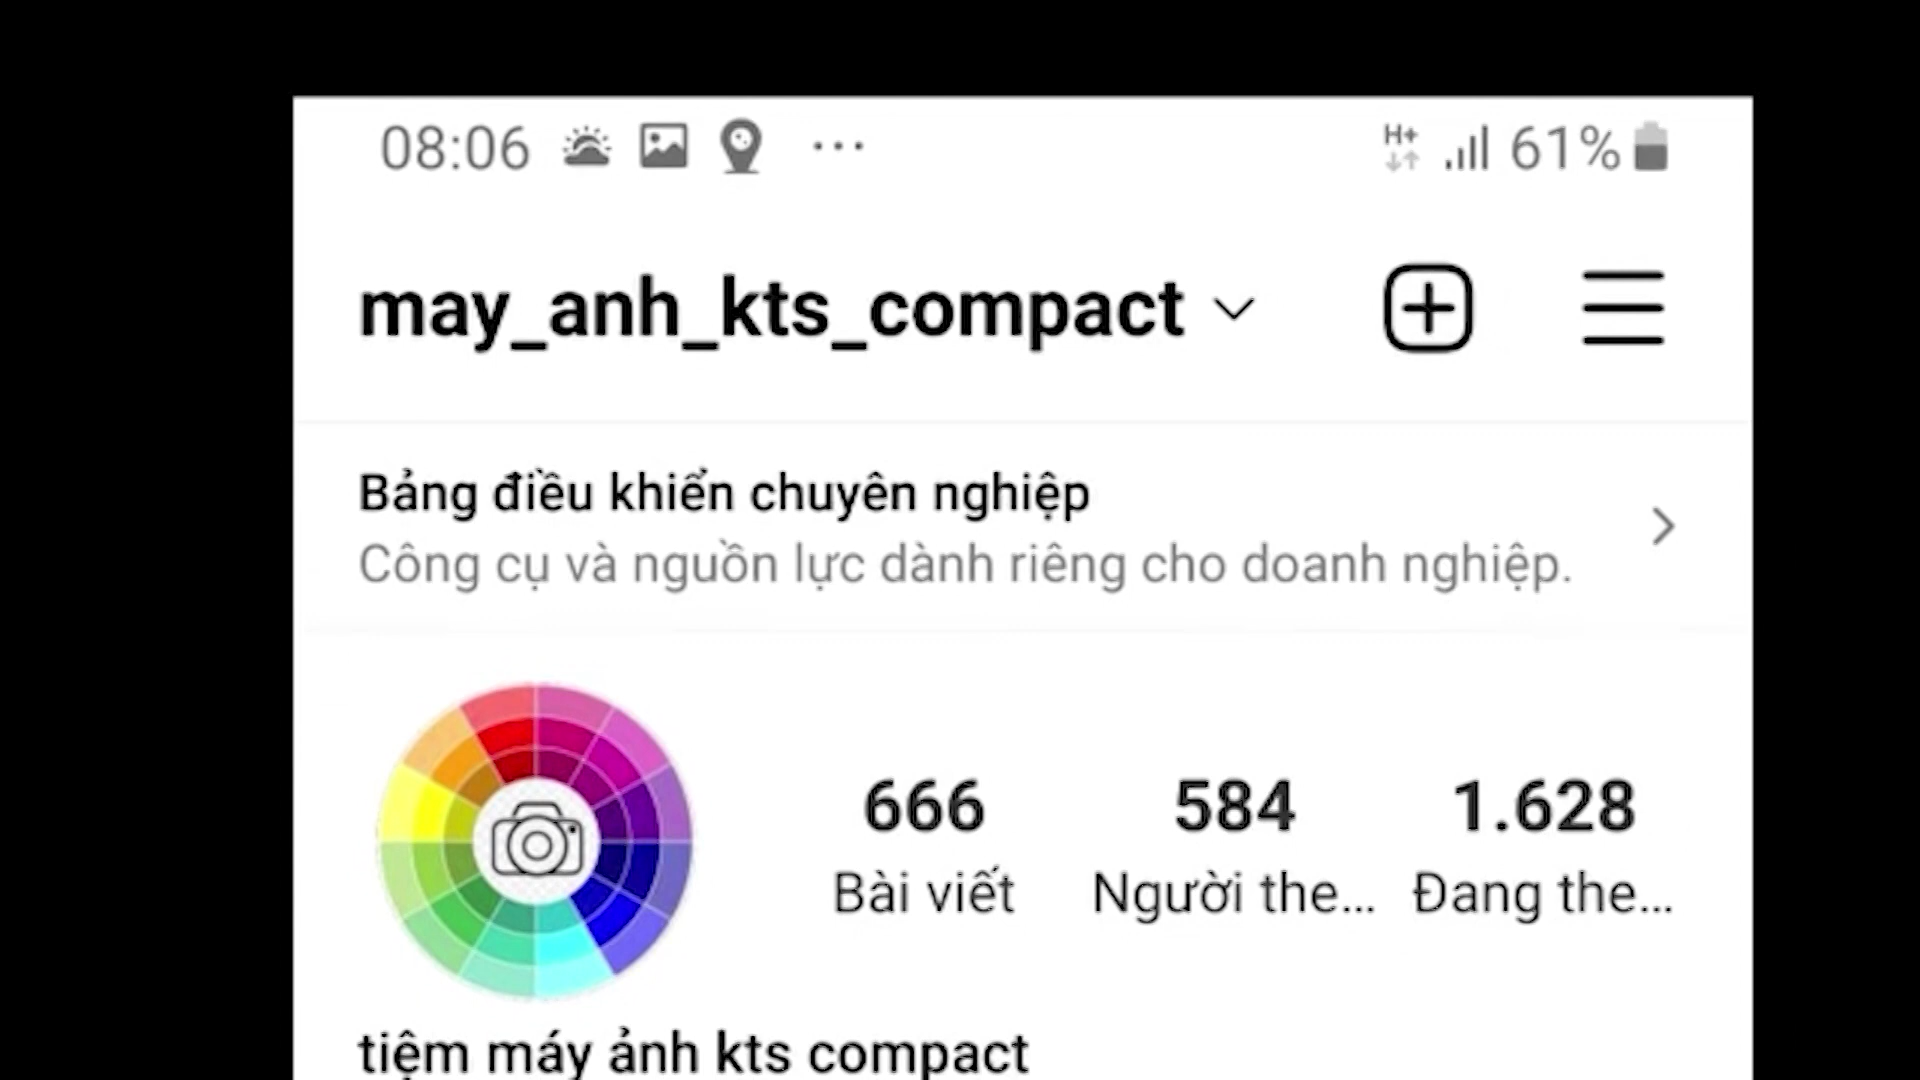 08:06 ... H+ 61%
may_anh_kts_compact
Bảng điều khiển chuyên nghiệp
Công cụ và nguồn lực dành riêng cho doanh nghiệp.
666 584 1.628
Bài viết Người the... Đang the...
tiệm máy ảnh kts compact